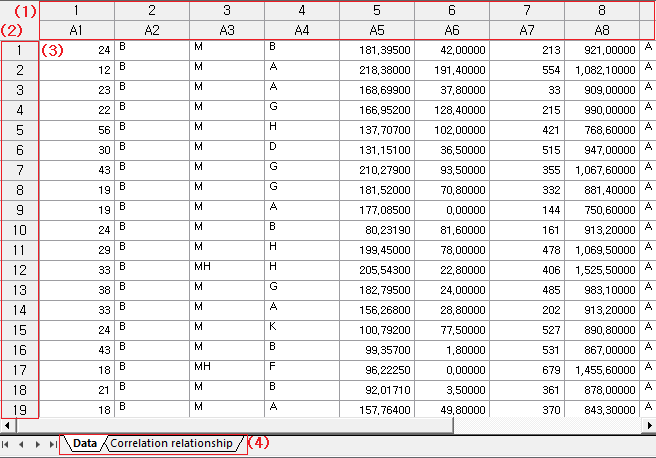 (1) 1 2 3 4 5 6 7 8
(2) A1 A2 A3 A4 A5 A6 A7 A8
1 (3) 24 B M B 181,39500 42,00000 213 921,00000 A
2 12 B M A 218,38000 191,40000 554 1,082,10000 A
3 23 B M A 168,69900 37,80000 33 909,00000 A
4 22 B M G 166,95200 128,40000 215 990,00000 A
5 56 B M H 137,70700 102,00000 421 768,60000 A
6 30 B M D 131,15100 36,50000 515 947,00000 A
7 43 B M G 210,27900 93,50000 355 1,067,60000 A
8 19 B M G 181,52000 70,80000 332 881,40000 A
9 19 B M A 177,08500 0,00000 144 750,60000 A
10 24 B M B 80,23190 81,60000 161 913,20000 A
11 29 B M H 199,45000 78,00000 478 1,069,50000 A
12 33 B MH H 205,54300 22,80000 406 1,525,50000 A
13 38 B M G 182,79500 24,00000 485 983,10000 A
14 33 B M A 156,26800 28,80000 202 913,20000 A
15 24 B M K 100,79200 77,50000 527 890,80000 A
16 43 B M B 99,35700 1,80000 531 867,00000 A
17 18 B MH F 96,22250 0,00000 679 1,455,60000 A
18 21 B M B 92,01710 3,50000 361 878,00000 A
19 18 B M A 157,76400 49,80000 370 843,30000 A
Data Correlation relationship (4)